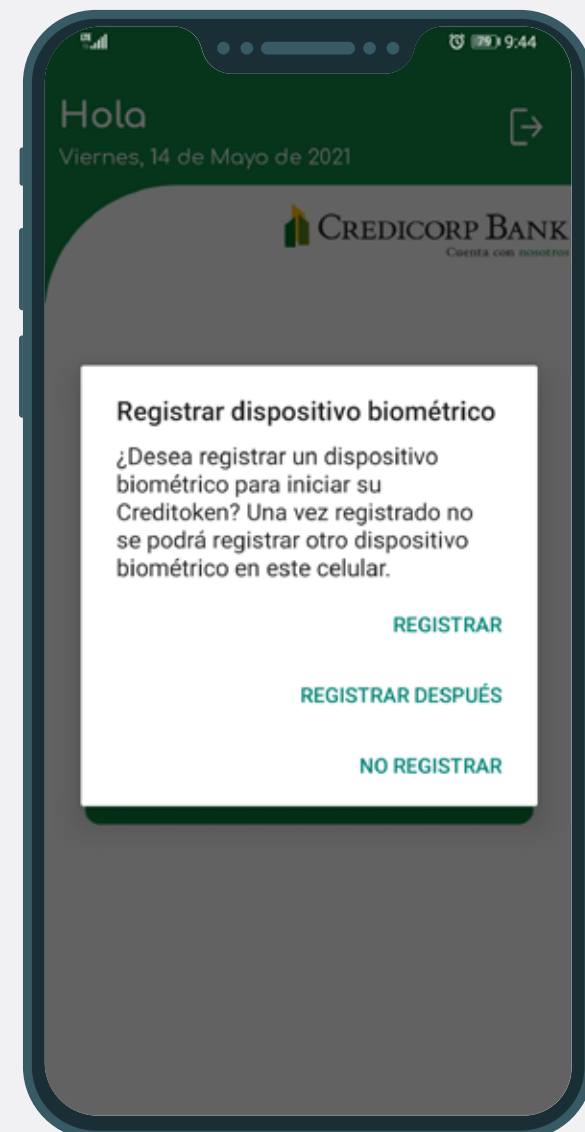 79 9:44
Hola
Viernes, 14 de Mayo de 2021
CREDICORP BANK
Cuenta con nosotros
Registrar dispositivo biométrico
¿Desea registrar un dispositivo
biométrico para iniciar su
Creditoken? Una vez registrado no
se podrá registrar otro dispositivo
biométrico en este celular.
REGISTRAR
REGISTRAR DESPUÉS
NO REGISTRAR